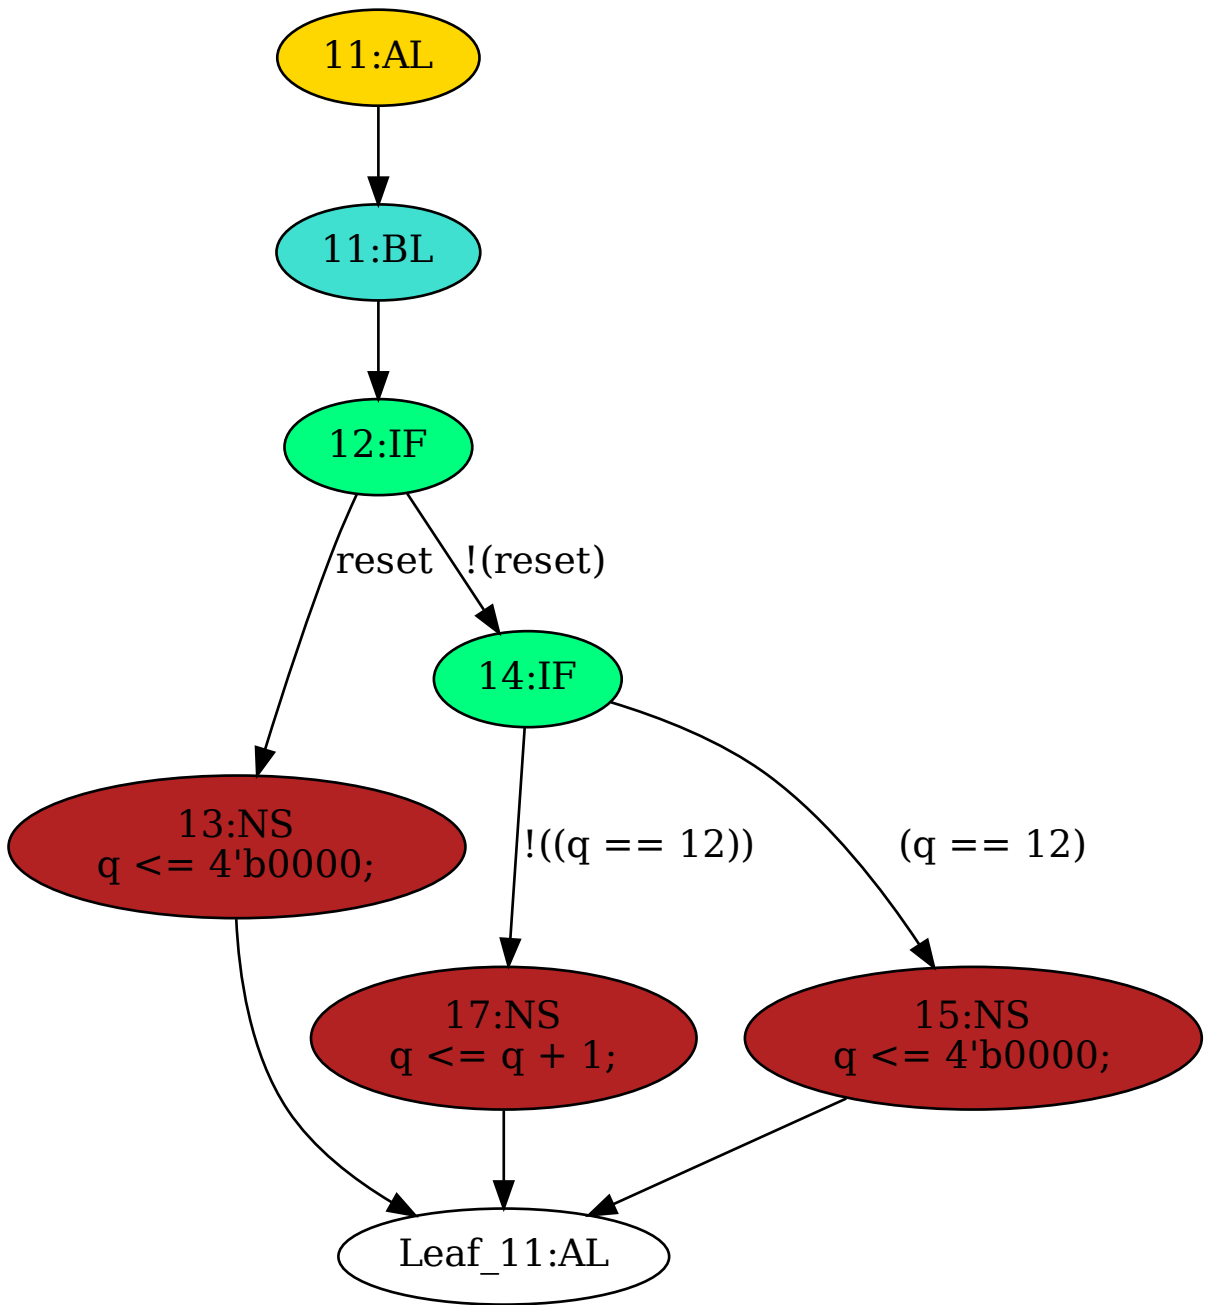 11:AL
11:BL
12:IF
reset
!(reset)
14:IF
13:NS
q <= 4'b0000;
!((q == 12))
(q == 12)
17:NS
q <= q + 1;
15:NS
q <= 4'b0000;
Leaf_11:AL